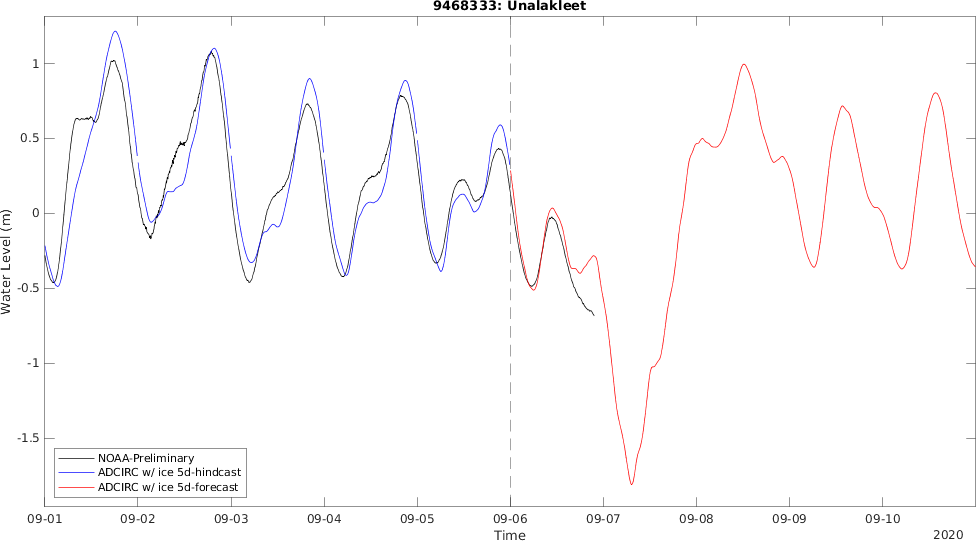 9468333: Unalakleet
Water Level (m)
1
0.5
0
-0.5
-1
-1.5
NOAA-Preliminary
ADCIRC w/ ice 5d-hindcast
ADCIRC w/ ice 5d-forecast
09-01 09-02 09-03 09-04 09-05 09-06 09-07 09-08 09-09 09-10
Time
2020